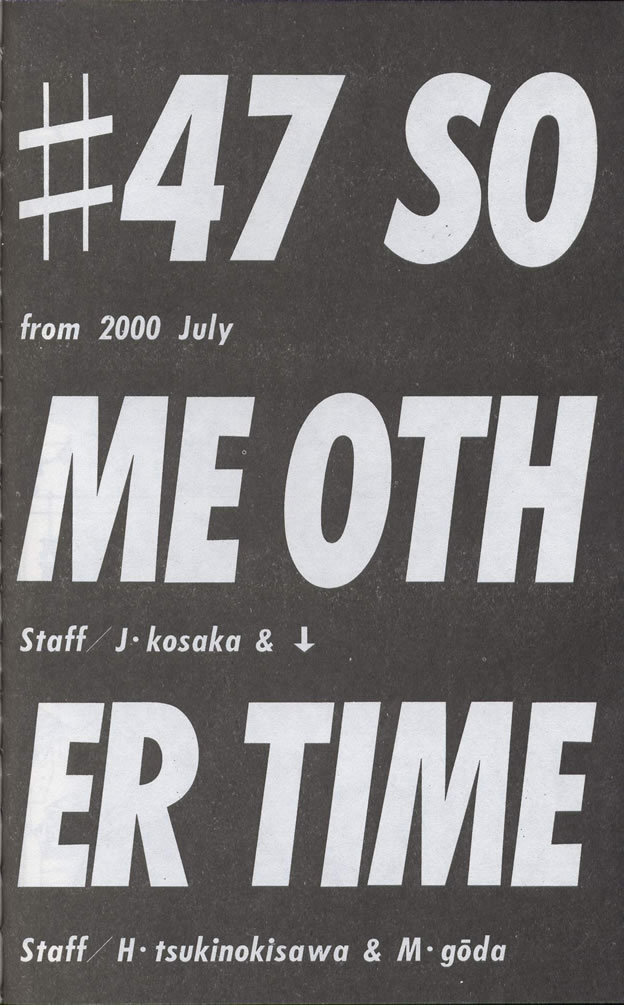 #47 SO
from 2000 July
ME OTH
Staff/J·kosaka & ↓
ER TIME
Staff/H·tsukinokisawa & M·gōda